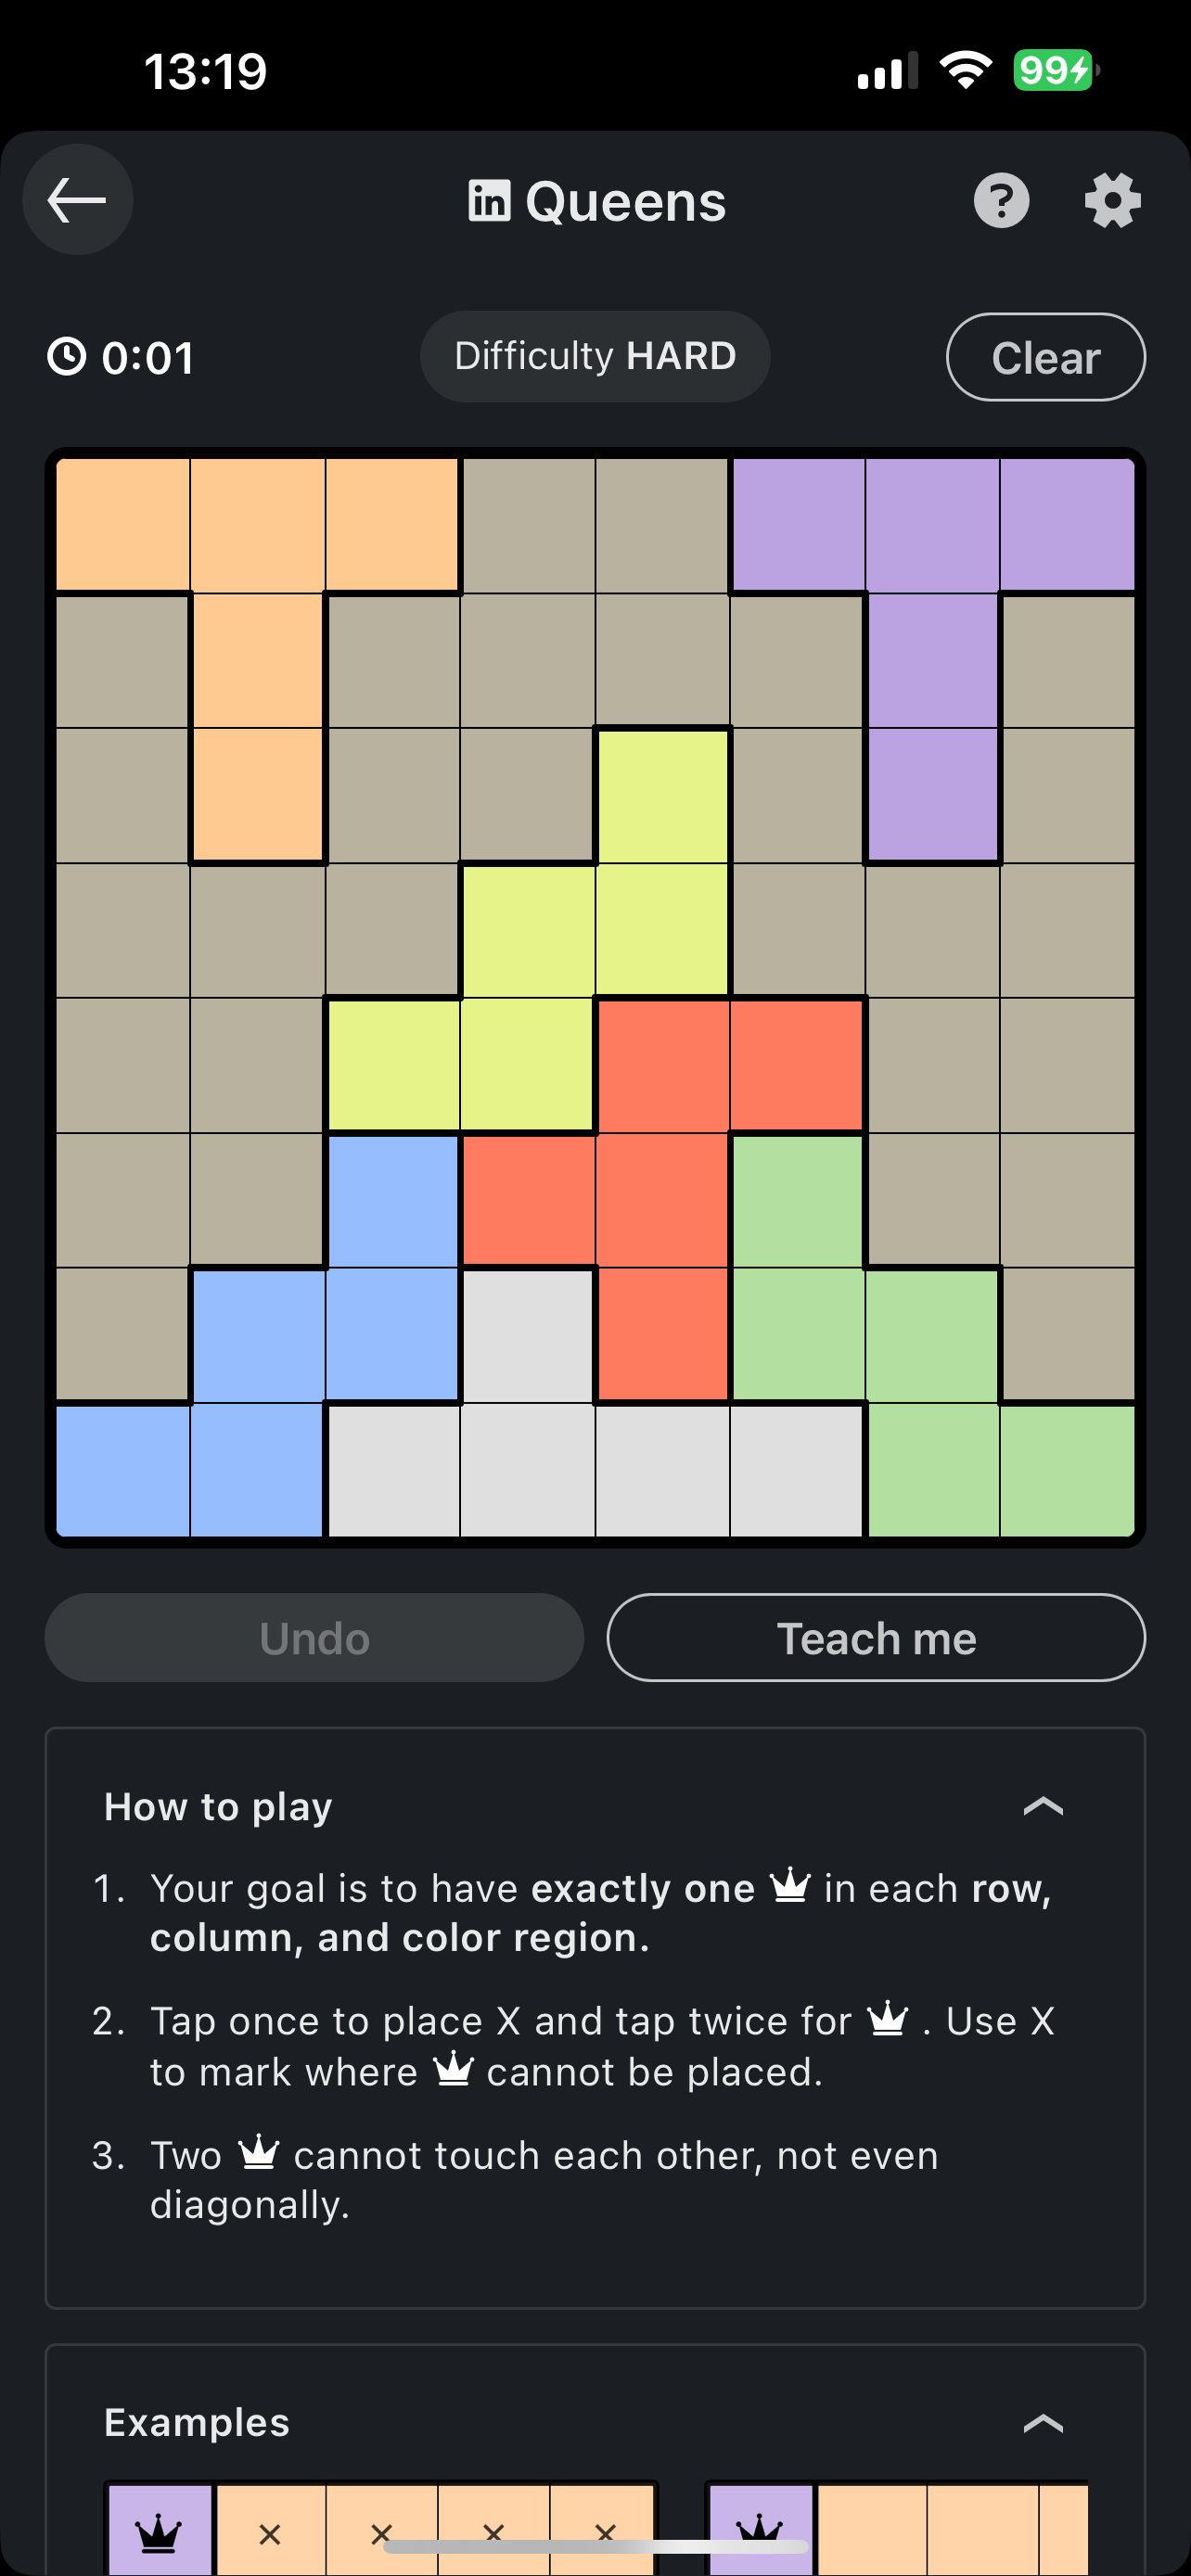 13:19
99
in Queens
?
0:01
Difficulty HARD
Clear
Undo
Teach me
How to play
1. Your goal is to have exactly one in each row,
column, and color region.
2. Tap once to place X and tap twice for . Use X
to mark where cannot be placed.
3. Two cannot touch each other, not even
diagonally.
Examples